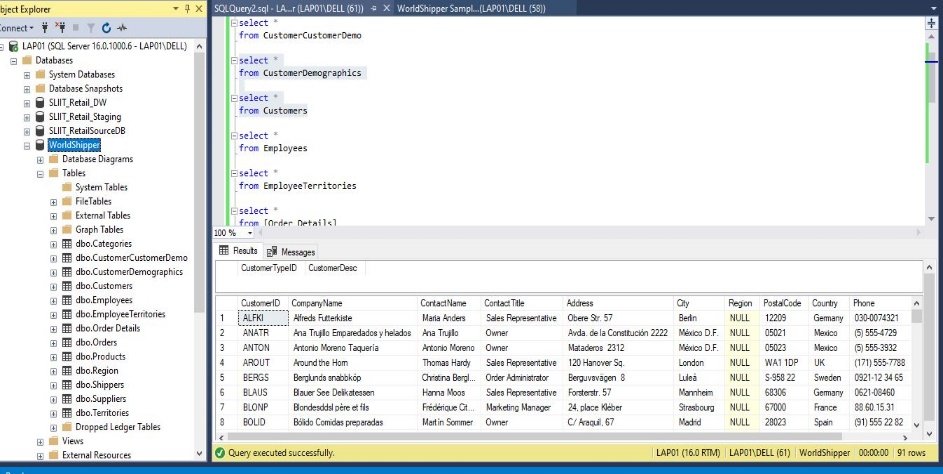 bject Explorer
onnect
LAP01 (SQL Server 16.0.1000.6 - LAP01\DELL)
Databases
System Databases
Database Snapshots
SLIIT_Retail_DW
SLIIT_Retail_Staging
SLIIT_RetailSourceDB
WorldShipper
Database Diagrams
Tables
System Tables
FileTables
External Tables
Graph Tables
dbo.Categories
dbo.CustomerCustomerDemo
dbo.CustomerDemographics
dbo.Customers
dbo.Employees
dbo.EmployeeTerritories
dbo.Order Details
dbo.Orders
dbo.Products
dbo.Region
dbo.Shippers
dbo.Suppliers
dbo.Territories
Dropped Ledger Tables
Views
External Resources
SQLQuery2.sql - LA...r (LAP01\DELL (61)) WorldShipper Sampl...(LAP01\DELL (58))
select *
from CustomerCustomerDemo
select *
from CustomerDemographics
select *
from Customers
select *
from Employees
select *
from EmployeeTerritories
select *
from [Order Details]
100 %
Results Messages
CustomerTypeID CustomerDesc
CustomerID CompanyName ContactName ContactTitle Address City Region PostalCode Country Phone
1 ALFKI Alfreds Futterkiste Maria Anders Sales Representative Obere Str. 57 Berlin NULL 12209 Germany 030-0074321
2 ANATR Ana Trujillo Emparedados y helados Ana Trujillo Owner Avda. de la Constitución 2222 México D.F. NULL 05021 Mexico (5) 555-4729
3 ANTON Antonio Moreno Taquería Antonio Moreno Owner Mataderos 2312 México D.F. NULL 05023 Mexico (5) 555-3932
4 AROUT Around the Horn Thomas Hardy Sales Representative 120 Hanover Sq. London NULL WA1 1DP UK (171) 555-7788
5 BERGS Berglunds snabbköp Christina Bergl... Order Administrator Berguvsvägen 8 Luleå NULL S-958 22 Sweden 0921-12 34 65
6 BLAUS Blauer See Delikatessen Hanna Moos Sales Representative Forsterstr. 57 Mannheim NULL 68306 Germany 0621-08460
7 BLONP Blondesddsl père et fils Frédérique Cit... Marketing Manager 24, place Kléber Strasbourg NULL 67000 France 88.60.15.31
8 BOLID Bólido Comidas preparadas Martín Sommer Owner C/ Araquil, 67 Madrid NULL 28023 Spain (91) 555 22 82
Query executed successfully. LAP01 (16.0 RTM) LAP01\DELL (61) WorldShipper 00:00:00 91 rows